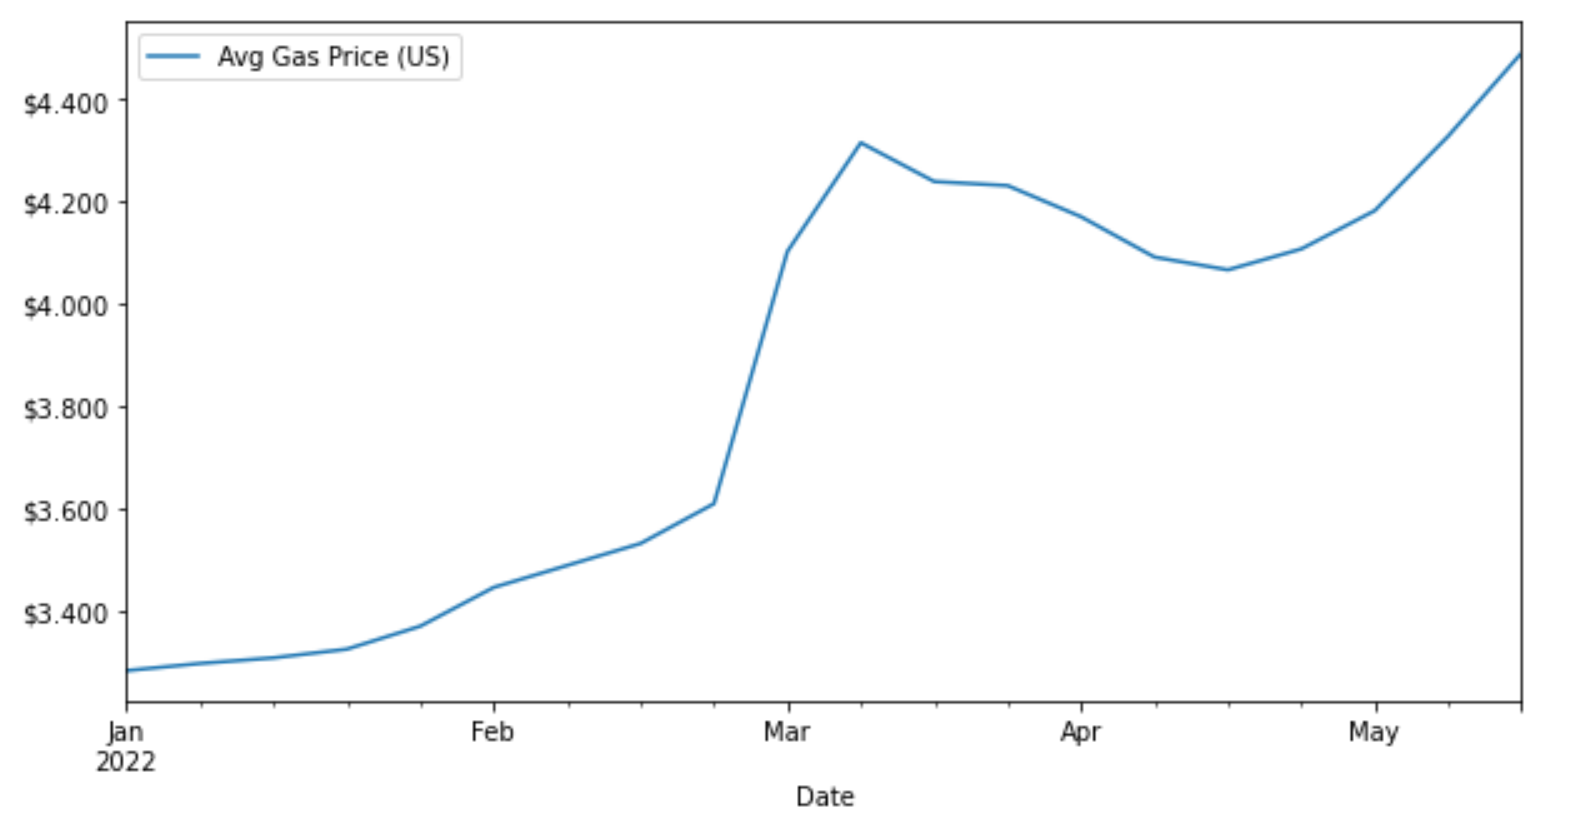 Avg Gas Price (US)
$4.400
$4.200
$4.000
$3.800
$3.600
$3.400
Jan Feb Mar Apr May
2022
Date